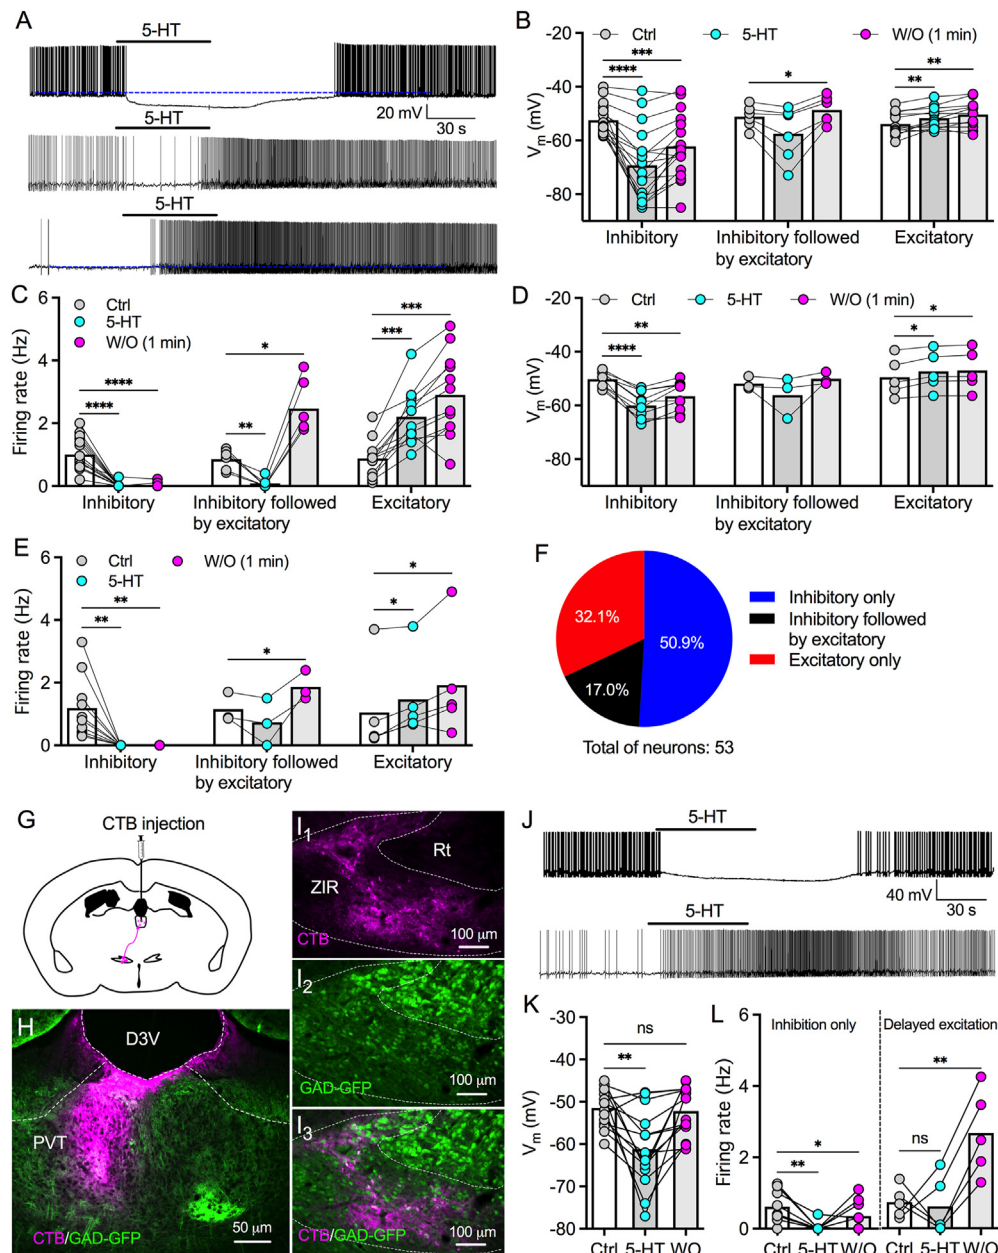 A
5-HT
20 mV
30 s
5-HT
5-HT
B
Ctrl
5-HT
W/O (1 min)
-20
-40
-60
-80
Vm (mV)
****
***
*
**
**
Inhibitory
Inhibitory followed
by excitatory
Excitatory
C
Ctrl
5-HT
W/O (1 min)
6
4
2
0
Firing rate (Hz)
****
****
**
*
***
***
Inhibitory
Inhibitory followed
by excitatory
Excitatory
D
Ctrl
5-HT
W/O (1 min)
-20
-40
-60
-80
Vm (mV)
****
**
*
*
Inhibitory
Inhibitory followed
by excitatory
Excitatory
E
Ctrl
5-HT
W/O (1 min)
6
4
2
0
Firing rate (Hz)
**
**
*
*
*
Inhibitory
Inhibitory followed
by excitatory
Excitatory
F
32.1%
50.9%
17.0%
Inhibitory only
Inhibitory followed
by excitatory
Excitatory only
Total of neurons: 53
G
CTB injection
H
D3V
PVT
CTB/GAD-GFP
50 µm
I1
Rt
ZIR
CTB
100 µm
I2
GAD-GFP
100 µm
I3
CTB/GAD-GFP
100 µm
J
5-HT
40 mV
30 s
5-HT
K
-30
-40
-50
-60
-70
-80
Vm (mV)
ns
**
Ctrl 5-HT WO
L
Inhibition only
Delayed excitation
6
4
2
0
Firing rate (Hz)
**
*
ns
**
Ctrl 5-HT W/O
Ctrl 5-HT W/O